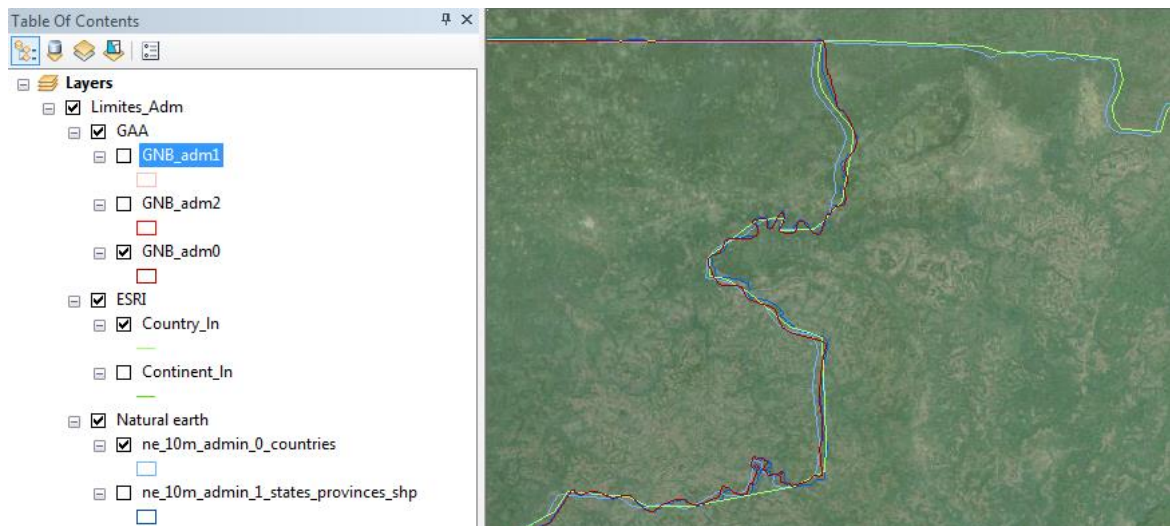 Table Of Contents
Layers
Limites_Adm
GAA
GNB_adm1
GNB_adm2
GNB_adm0
ESRI
Country_ln
Continent_ln
Natural earth
ne_10m_admin_0_countries
ne_10m_admin_1_states_provinces_shp